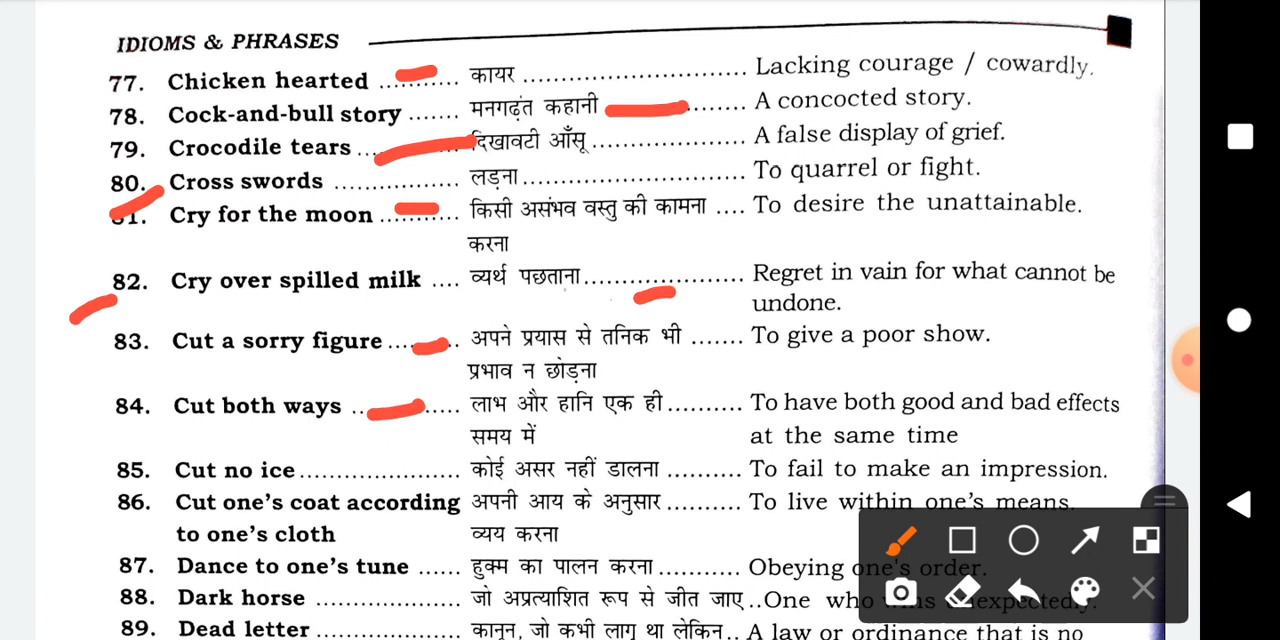 IDIOMS & PHRASES
77. Chicken hearted ........... कायर ............................ Lacking courage / cowardly.
78. Cock-and-bull story ....... मनगढ़ंत कहानी ........ A concocted story.
79. Crocodile tears ... दिखावटी आँसू ................... A false display of grief.
80. Cross swords ................ लड़ना ............................ To quarrel or fight.
81. Cry for the moon ........... किसी असंभव वस्तु की कामना .... To desire the unattainable.
करना
82. Cry over spilled milk .... व्यर्थ पछताना .................... Regret in vain for what cannot be
undone.
83. Cut a sorry figure ......... अपने प्रयास से तनिक भी ....... To give a poor show.
प्रभाव न छोड़ना
84. Cut both ways ....... लाभ और हानि एक ही .......... To have both good and bad effects
समय में at the same time
85. Cut no ice ..................... कोई असर नहीं डालना .......... To fail to make an impression.
86. Cut one's coat according अपनी आय के अनुसार .......... To live within one's means.
to one's cloth व्यय करना
87. Dance to one's tune ...... हुक्म का पालन करना ............ Obeying one's order.
88. Dark horse .................... जो अप्रत्याशित रूप से जीत जाए .. One who wins unexpectedly.
89. Dead letter .................... कानून, जो कभी लागू था लेकिन .. A law or ordinance that is no